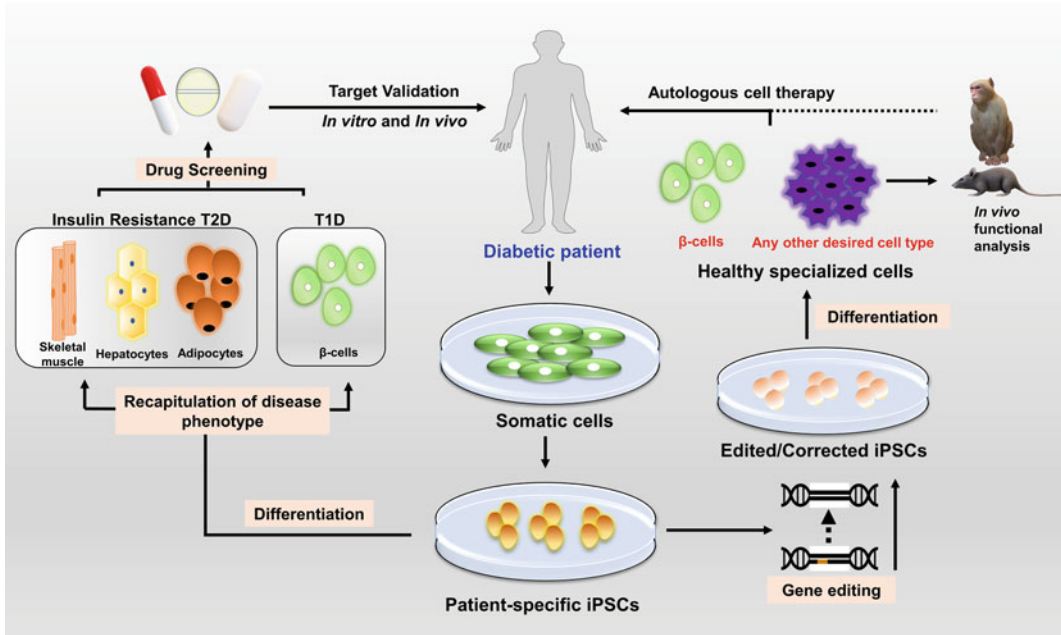 Target Validation
In vitro and In vivo
Autologous cell therapy
Drug Screening
Insulin Resistance T2D
T1D
Skeletal
muscle
Hepatocytes
Adipocytes
β-cells
Diabetic patient
β-cells
Any other desired cell type
Healthy specialized cells
In vivo
functional
analysis
Differentiation
Recapitulation of disease
phenotype
Somatic cells
Edited/Corrected iPSCs
Differentiation
Patient-specific iPSCs
Gene editing